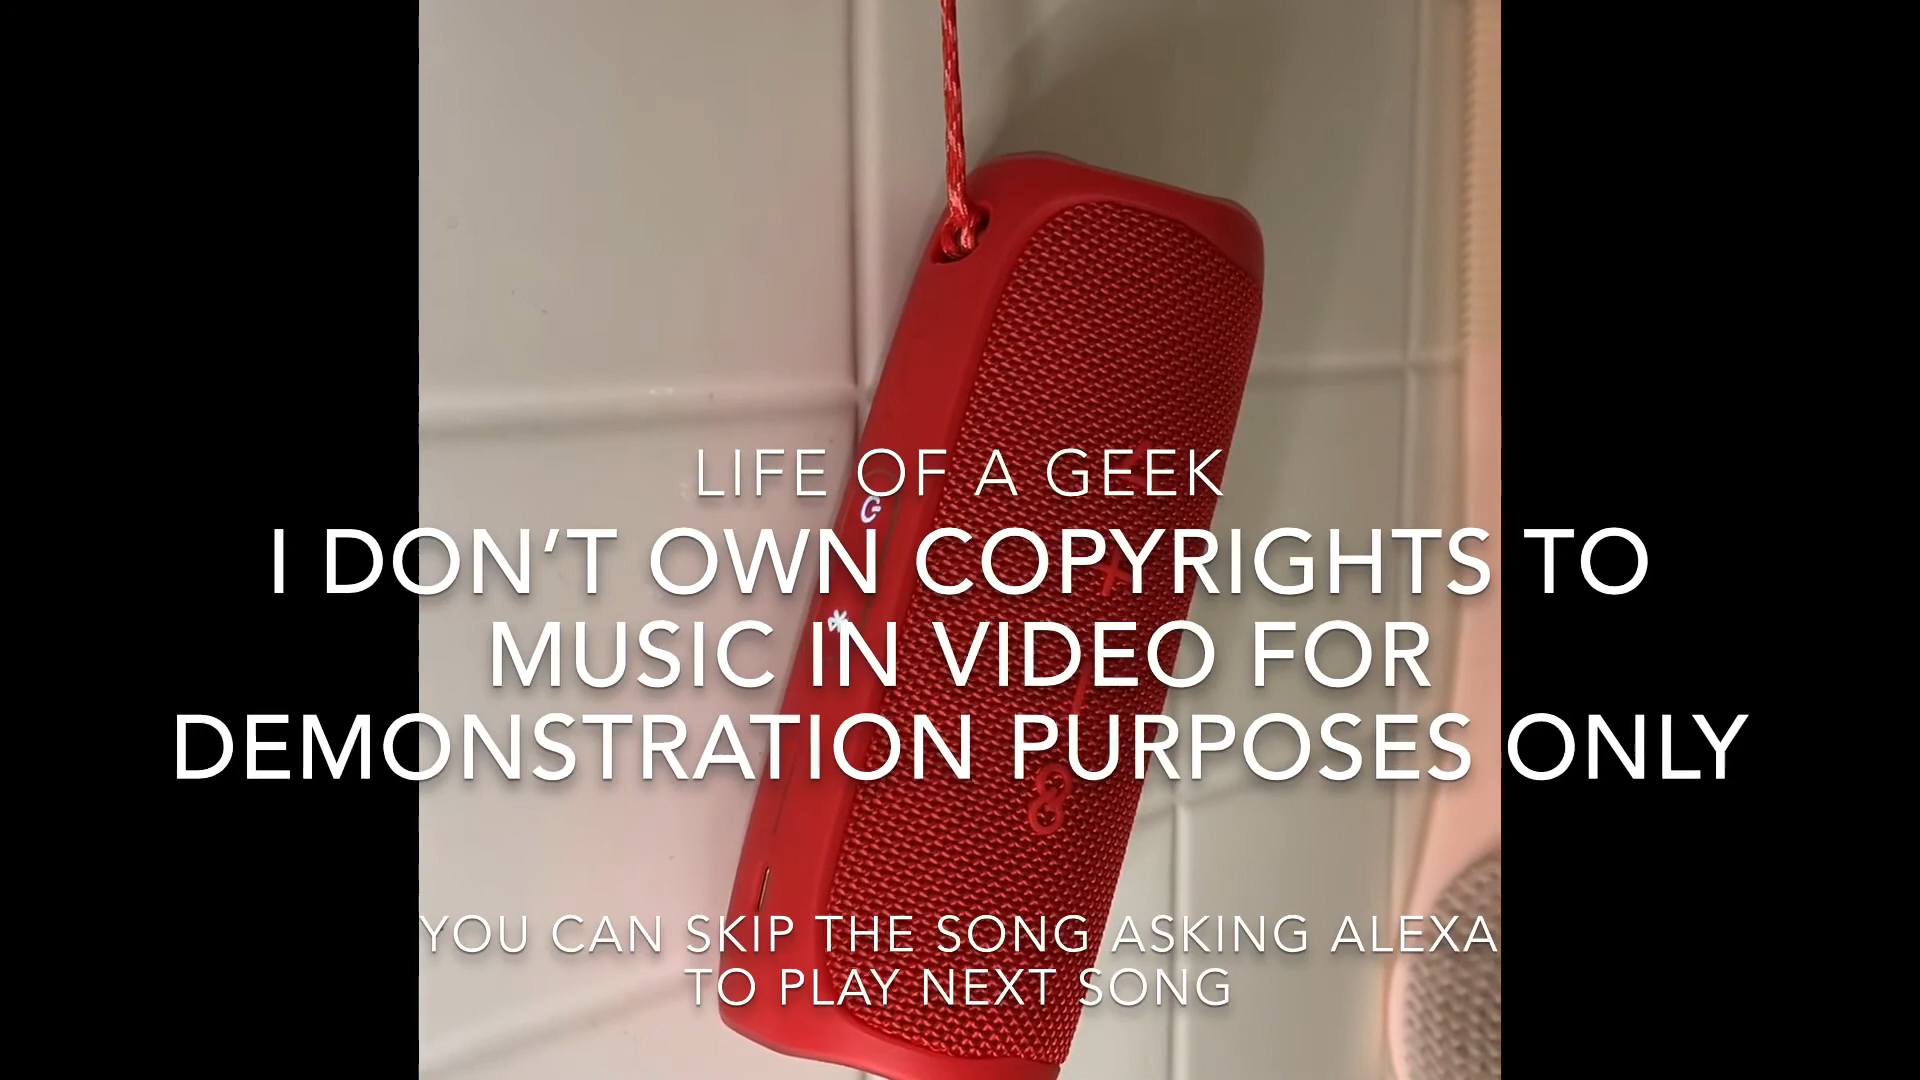 LIFE OF A GEEK
I DON’T OWN COPYRIGHTS TO
MUSIC IN VIDEO FOR
DEMONSTRATION PURPOSES ONLY
YOU CAN SKIP THE SONG ASKING ALEXA
TO PLAY NEXT SONG